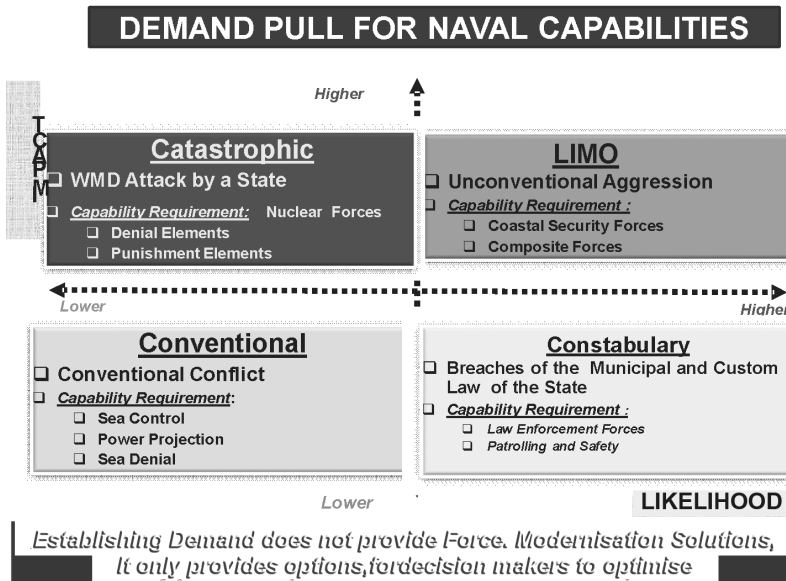 DEMAND PULL FOR NAVAL CAPABILITIES
Higher
TCAPMI
Catastrophic
❑ WMD Attack by a State
❑ Capability Requirement: Nuclear Forces
❑ Denial Elements
❑ Punishment Elements
LIMO
❑ Unconventional Aggression
❑ Capability Requirement :
❑ Coastal Security Forces
❑ Composite Forces
Lower
Higher
Conventional
❑ Conventional Conflict
❑ Capability Requirement:
❑ Sea Control
❑ Power Projection
❑ Sea Denial
Constabulary
❑ Breaches of the Municipal and Custom
Law of the State
❑ Capability Requirement :
❑ Law Enforcement Forces
❑ Patrolling and Safety
Lower
LIKELIHOOD
Establishing Demand does not provide Force. Modernisation Solutions,
It only provides options,fordecision makers to optimise